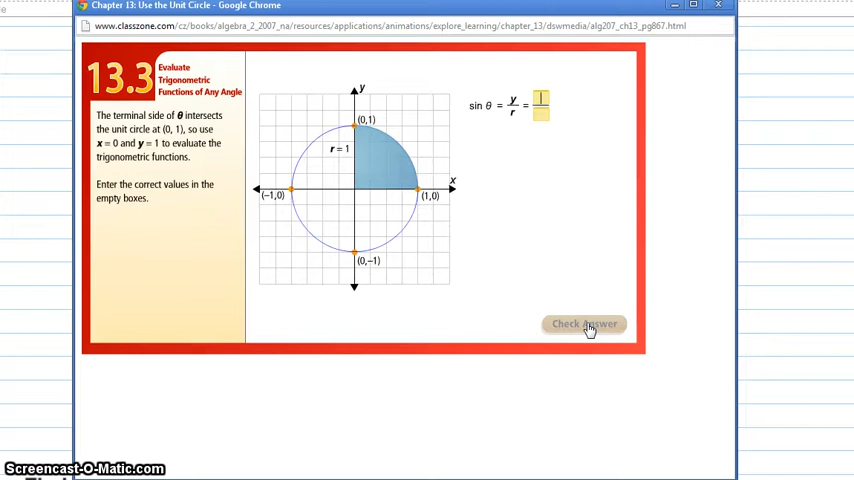 Chapter 13: Use the Unit Circle - Google Chrome
www.classzone.com/cz/books/algebra_2_2007_na/resources/applications/animations/explore_learning/chapter_13/dswmedia/alg207_ch13_pg867.html
13.3
Evaluate
Trigonometric
Functions of Any Angle
The terminal side of θ intersects
the unit circle at (0, 1), so use
x = 0 and y = 1 to evaluate the
trigonometric functions.
Enter the correct values in the
empty boxes.
y
(0,1)
r = 1
x
(−1,0)
(1,0)
(0,−1)
sin θ = y/r =
Check Answer
Screencast-O-Matic.com